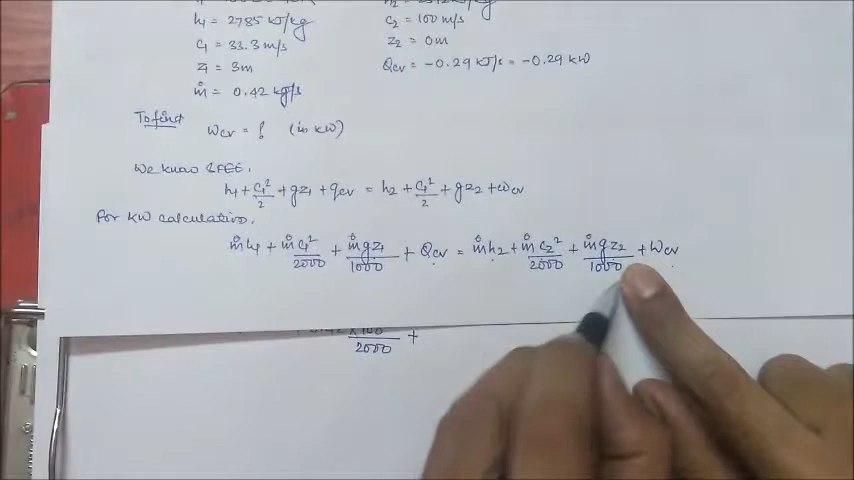 h₁ = 2785 kJ/kg
c₁ = 33.3 m/s
c₂ = 100 m/s
z₁ = 3m
z₂ = 0m
ṁ = 0.42 kg/s
Qcv = -0.29 kJ/s = -0.29 kW
To find
Wcv = ? (in kW)
We know SFEE,
h₁ + c₁²/2 + gz₁ + qcv = h₂ + c₁²/2 + gz₂ + wcv
For kW calculation,
ṁh₁ + ṁc₁²/2000 + ṁgz₁/1000 + Qcv = ṁh₂ + ṁc₂²/2000 + ṁgz₂/1000 + Wcv
2000 +